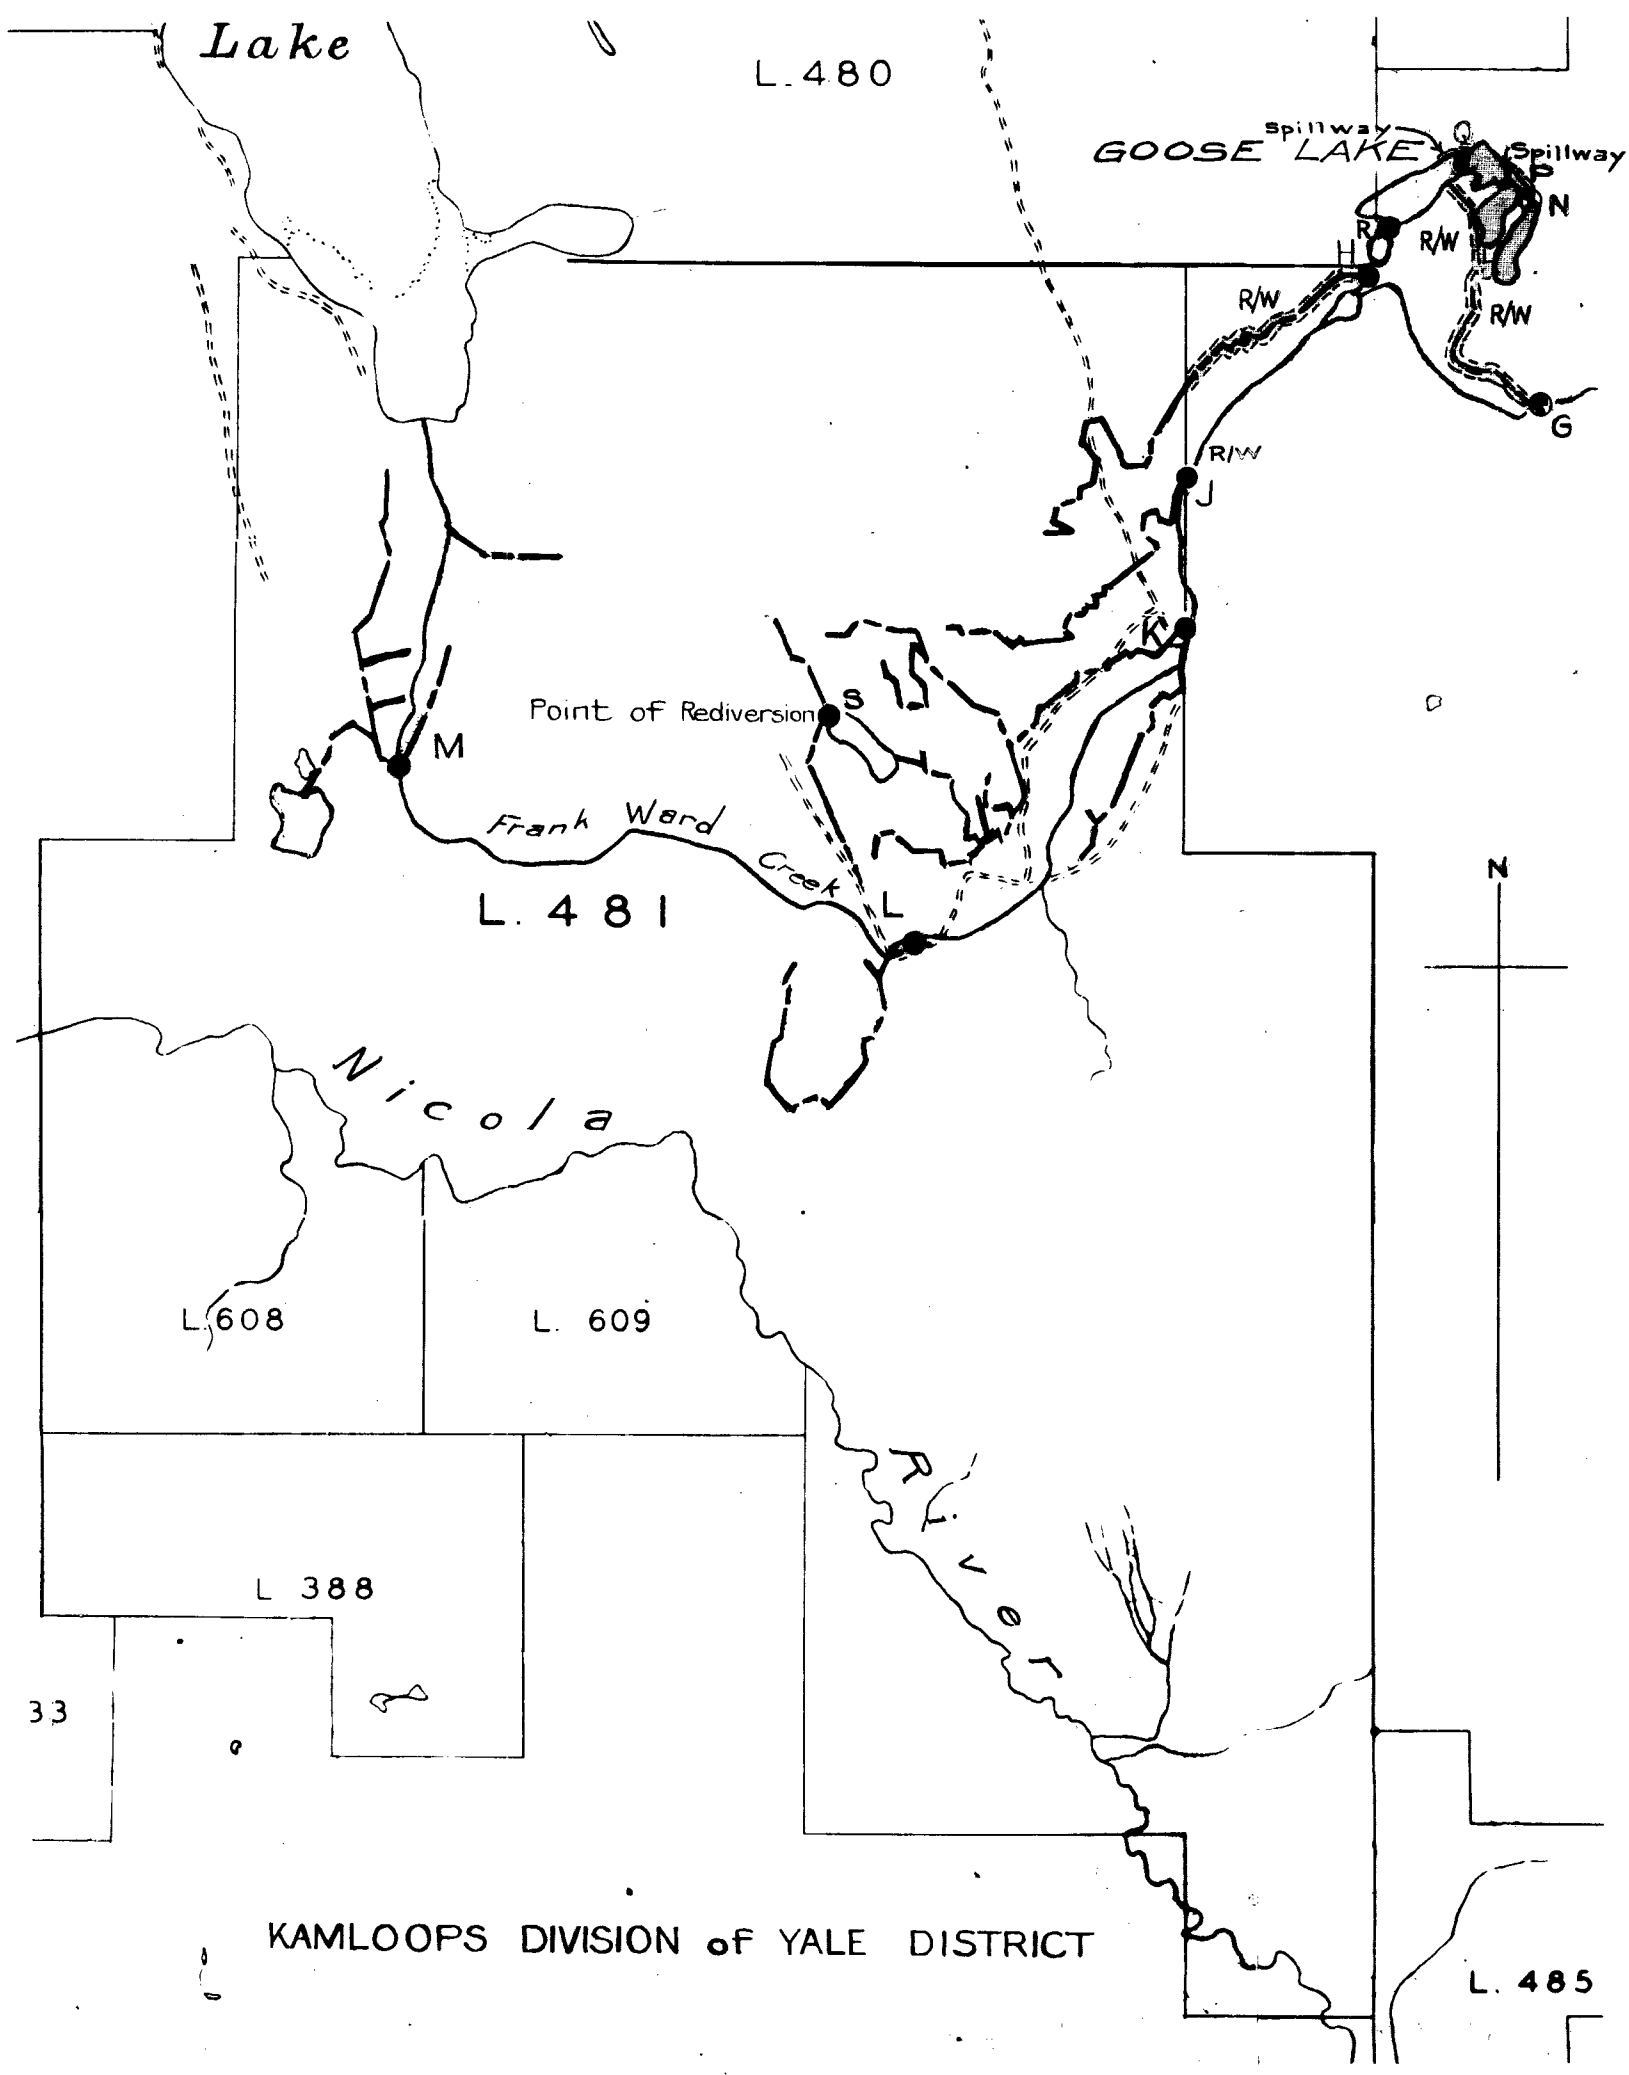 Lake
L. 480
Spillway
GOOSE LAKE
Spillway
P
N
R
R/W
H
R/W
R/W
G
R/W
J
K
Point of Rediversion
S
M
Frank Ward Creek
L
L. 481
N
Nicola River
L. 608
L. 609
L 388
33
KAMLOOPS DIVISION of YALE DISTRICT
L. 485